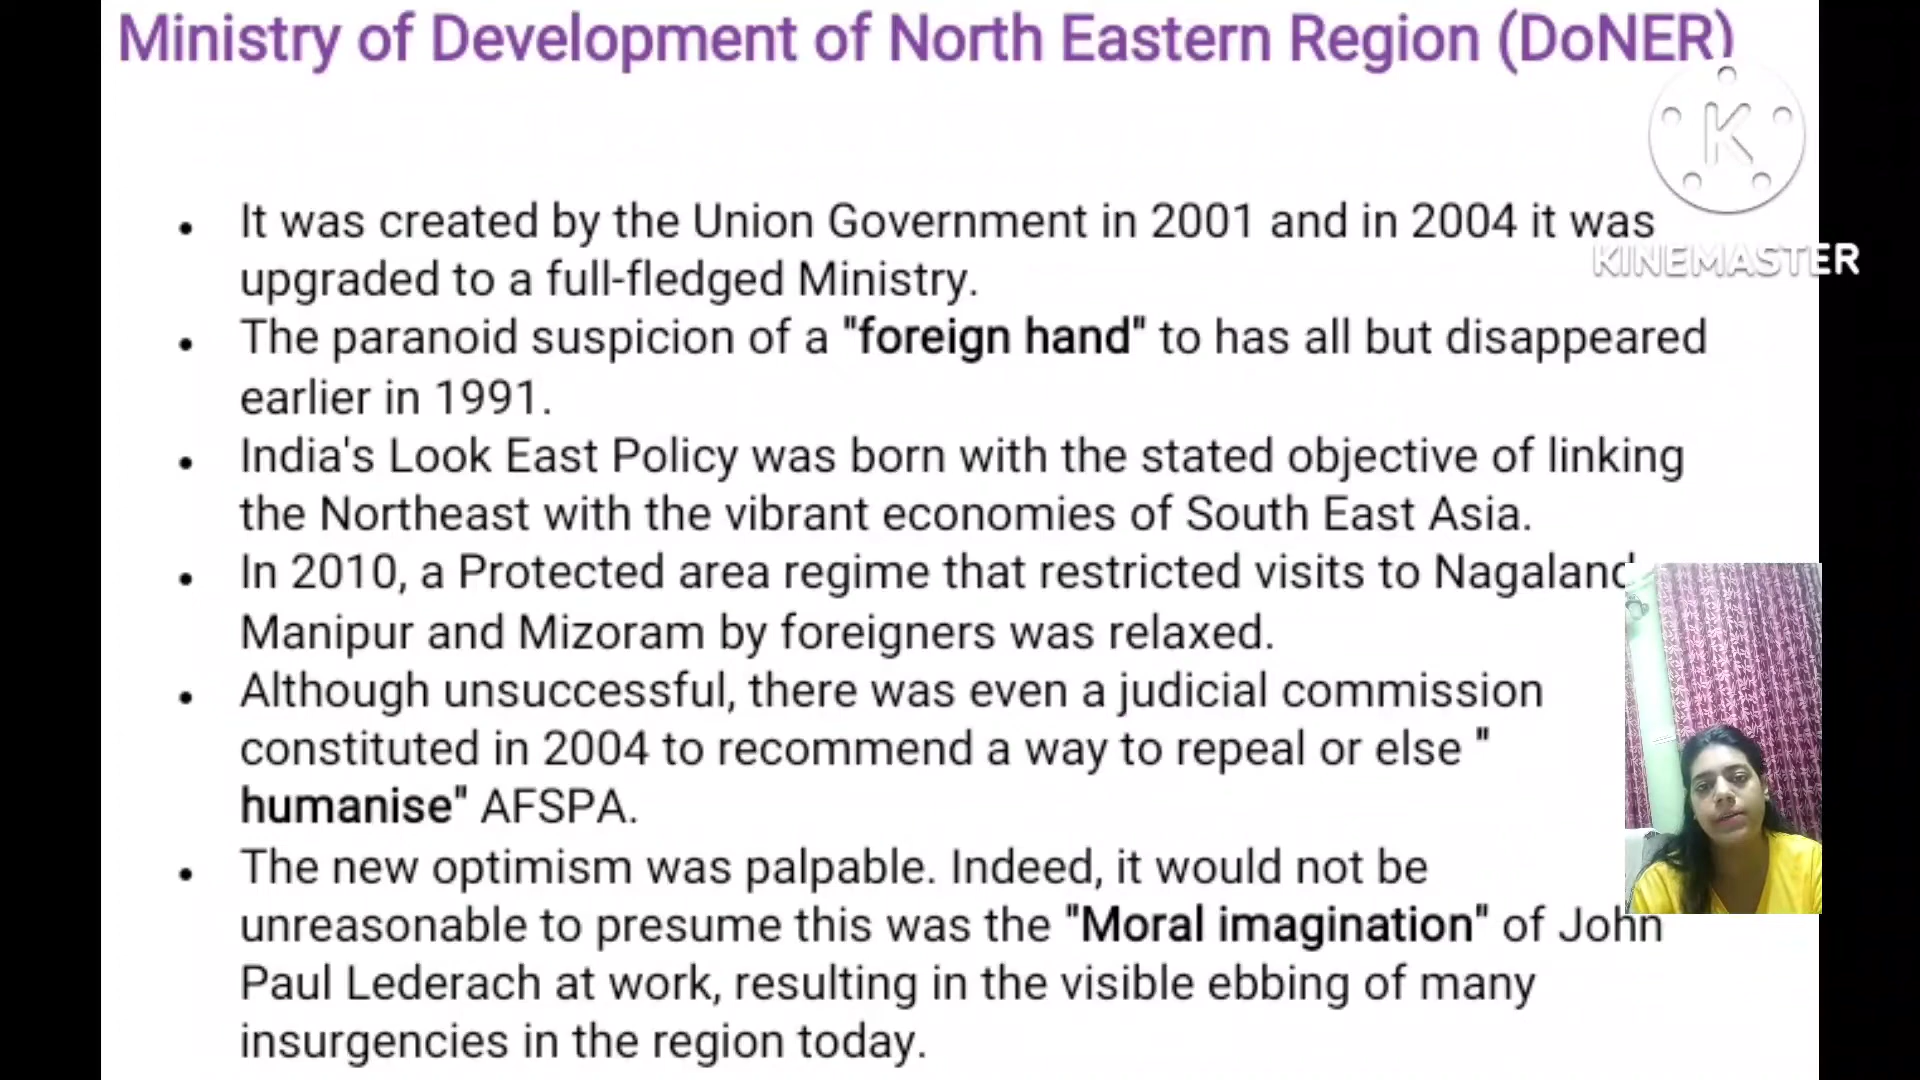 Ministry of Development of North Eastern Region (DoNER)
K
KINEMASTER
• It was created by the Union Government in 2001 and in 2004 it was
upgraded to a full-fledged Ministry.
• The paranoid suspicion of a "foreign hand" to has all but disappeared
earlier in 1991.
• India's Look East Policy was born with the stated objective of linking
the Northeast with the vibrant economies of South East Asia.
• In 2010, a Protected area regime that restricted visits to Nagaland
Manipur and Mizoram by foreigners was relaxed.
• Although unsuccessful, there was even a judicial commission
constituted in 2004 to recommend a way to repeal or else "
humanise" AFSPA.
• The new optimism was palpable. Indeed, it would not be
unreasonable to presume this was the "Moral imagination" of John
Paul Lederach at work, resulting in the visible ebbing of many
insurgencies in the region today.